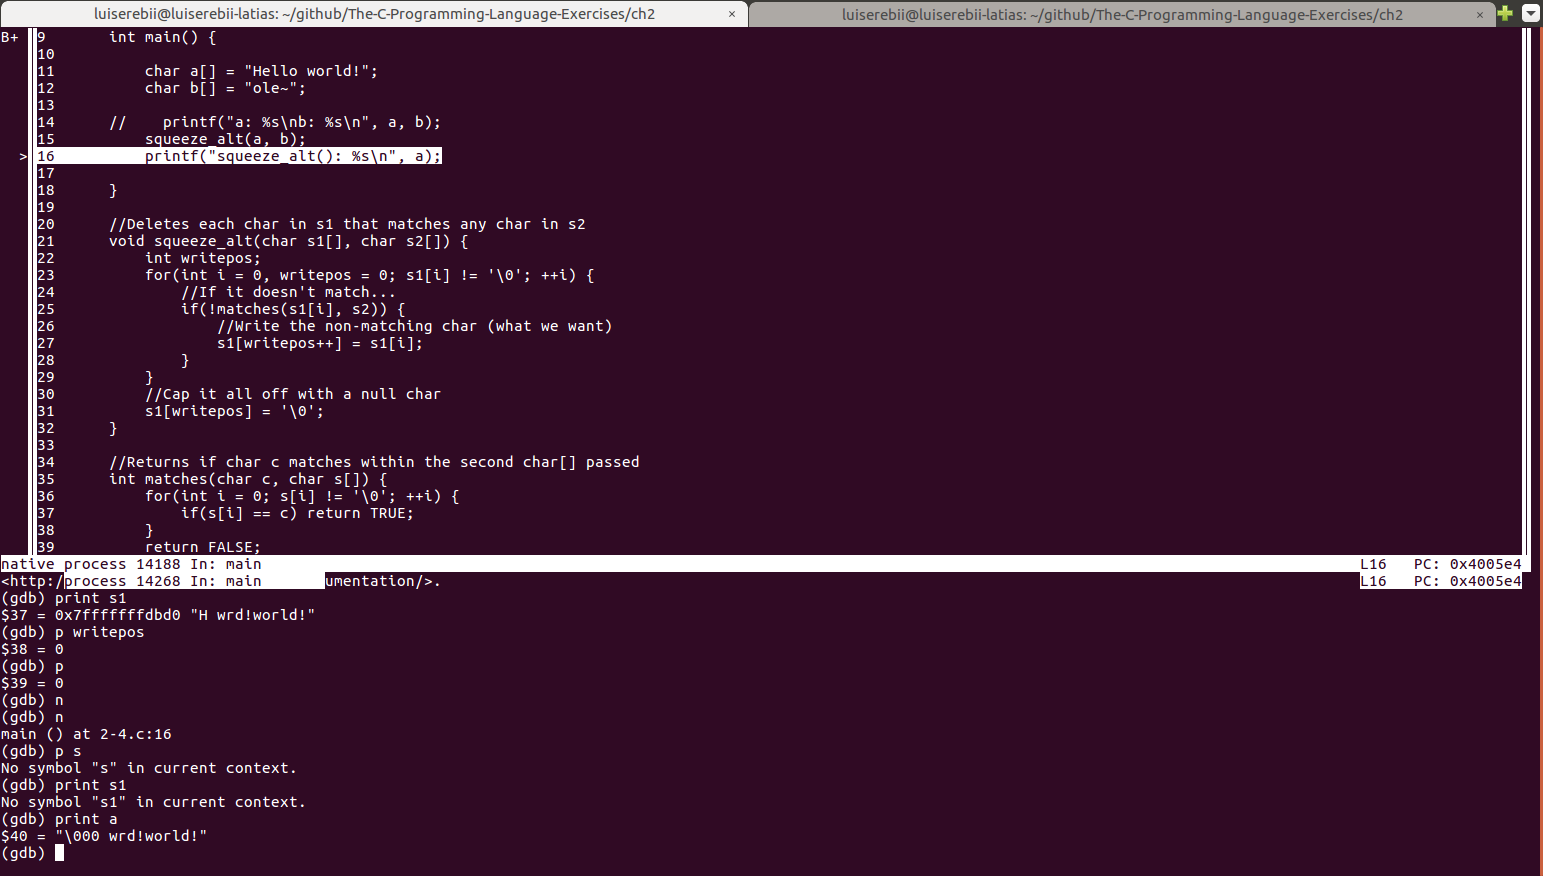 luiserebii@luiserebii-latias: ~/github/The-C-Programming-Language-Exercises/ch2 × luiserebii@luiserebii-latias: ~/github/The-C-Programming-Language-Exercises/ch2 ×
B+ 9 int main() {
10
11 char a[] = "Hello world!";
12 char b[] = "ole~";
13
14 // printf("a: %s\nb: %s\n", a, b);
15 squeeze_alt(a, b);
> 16 printf("squeeze_alt(): %s\n", a);
17
18 }
19
20 //Deletes each char in s1 that matches any char in s2
21 void squeeze_alt(char s1[], char s2[]) {
22 int writepos;
23 for(int i = 0, writepos = 0; s1[i] != '\0'; ++i) {
24 //If it doesn't match...
25 if(!matches(s1[i], s2)) {
26 //Write the non-matching char (what we want)
27 s1[writepos++] = s1[i];
28 }
29 }
30 //Cap it all off with a null char
31 s1[writepos] = '\0';
32 }
33
34 //Returns if char c matches within the second char[] passed
35 int matches(char c, char s[]) {
36 for(int i = 0; s[i] != '\0'; ++i) {
37 if(s[i] == c) return TRUE;
38 }
39 return FALSE;
native process 14188 In: main L16 PC: 0x4005e4
<http:/process 14268 In: main umentation/>. L16 PC: 0x4005e4
(gdb) print s1
$37 = 0x7fffffffdbd0 "H wrd!world!"
(gdb) p writepos
$38 = 0
(gdb) p
$39 = 0
(gdb) n
(gdb) n
main () at 2-4.c:16
(gdb) p s
No symbol "s" in current context.
(gdb) print s1
No symbol "s1" in current context.
(gdb) print a
$40 = "\000 wrd!world!"
(gdb)